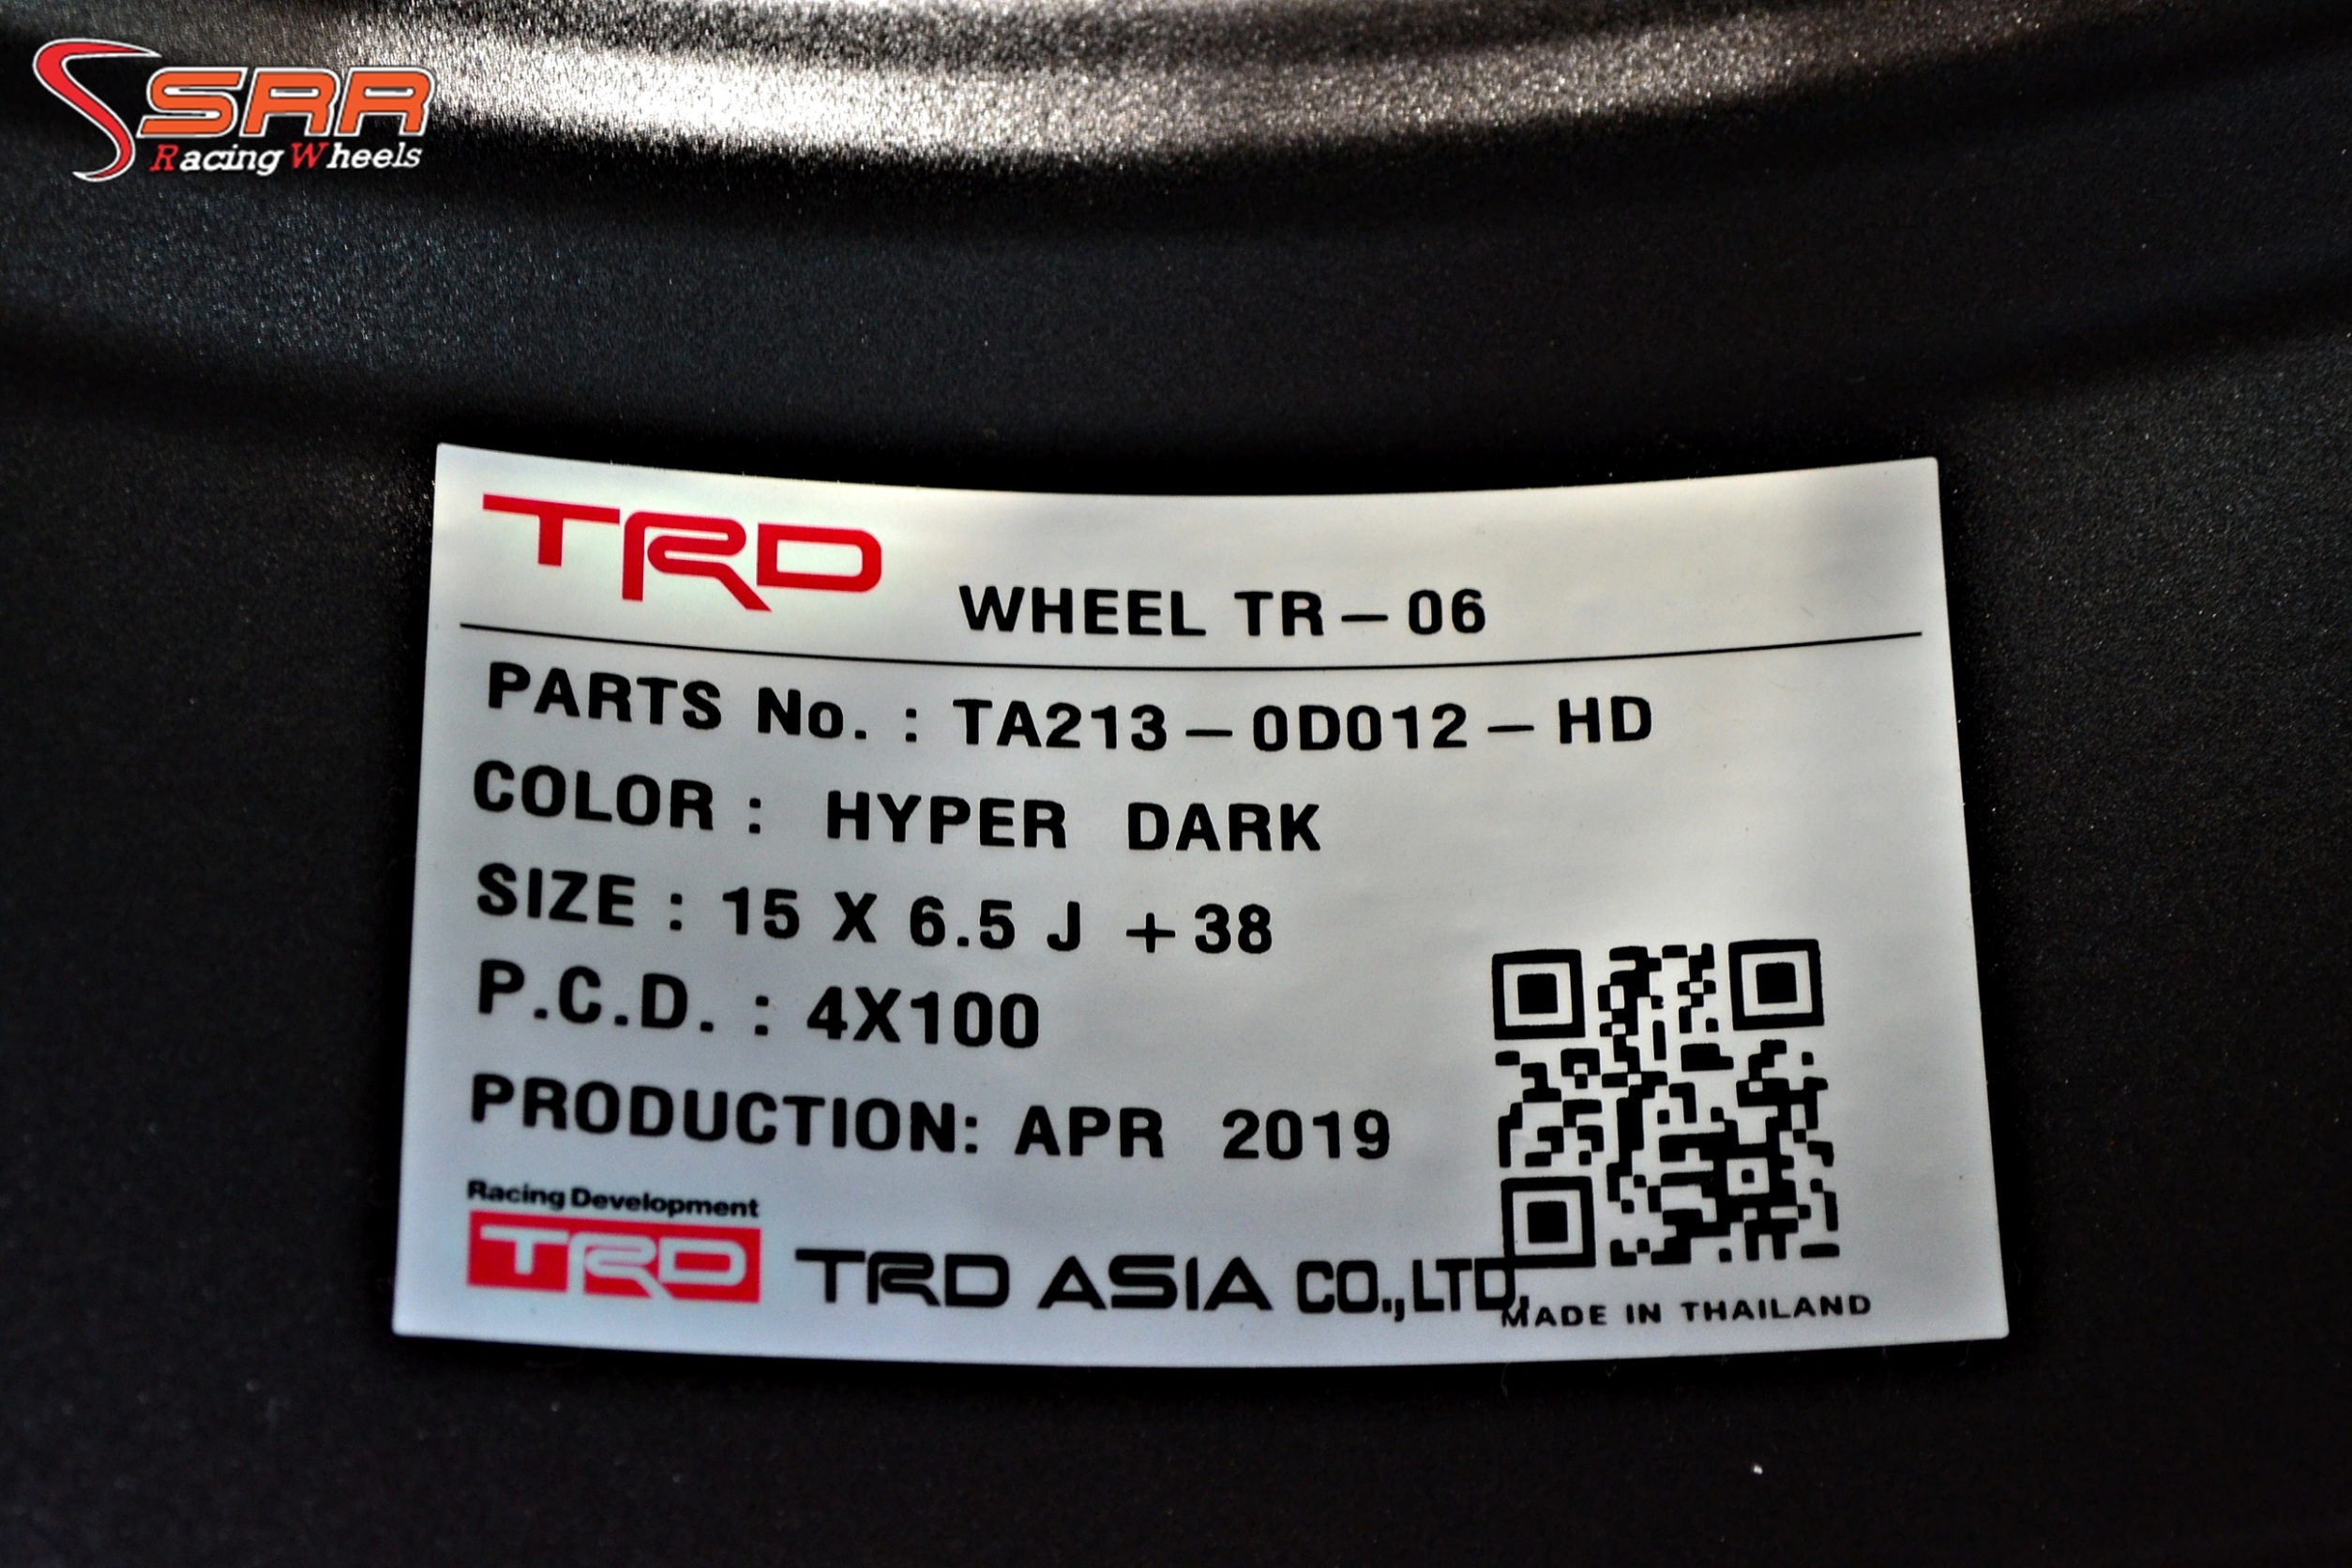 SRR
Racing Wheels
TRD WHEEL TR-06
PARTS No. : TA213-0D012-HD
COLOR : HYPER DARK
SIZE : 15 X 6.5 J +38
P.C.D. : 4X100
PRODUCTION: APR 2019
Racing Development
TRD TRD ASIA CO.,LTD.
MADE IN THAILAND